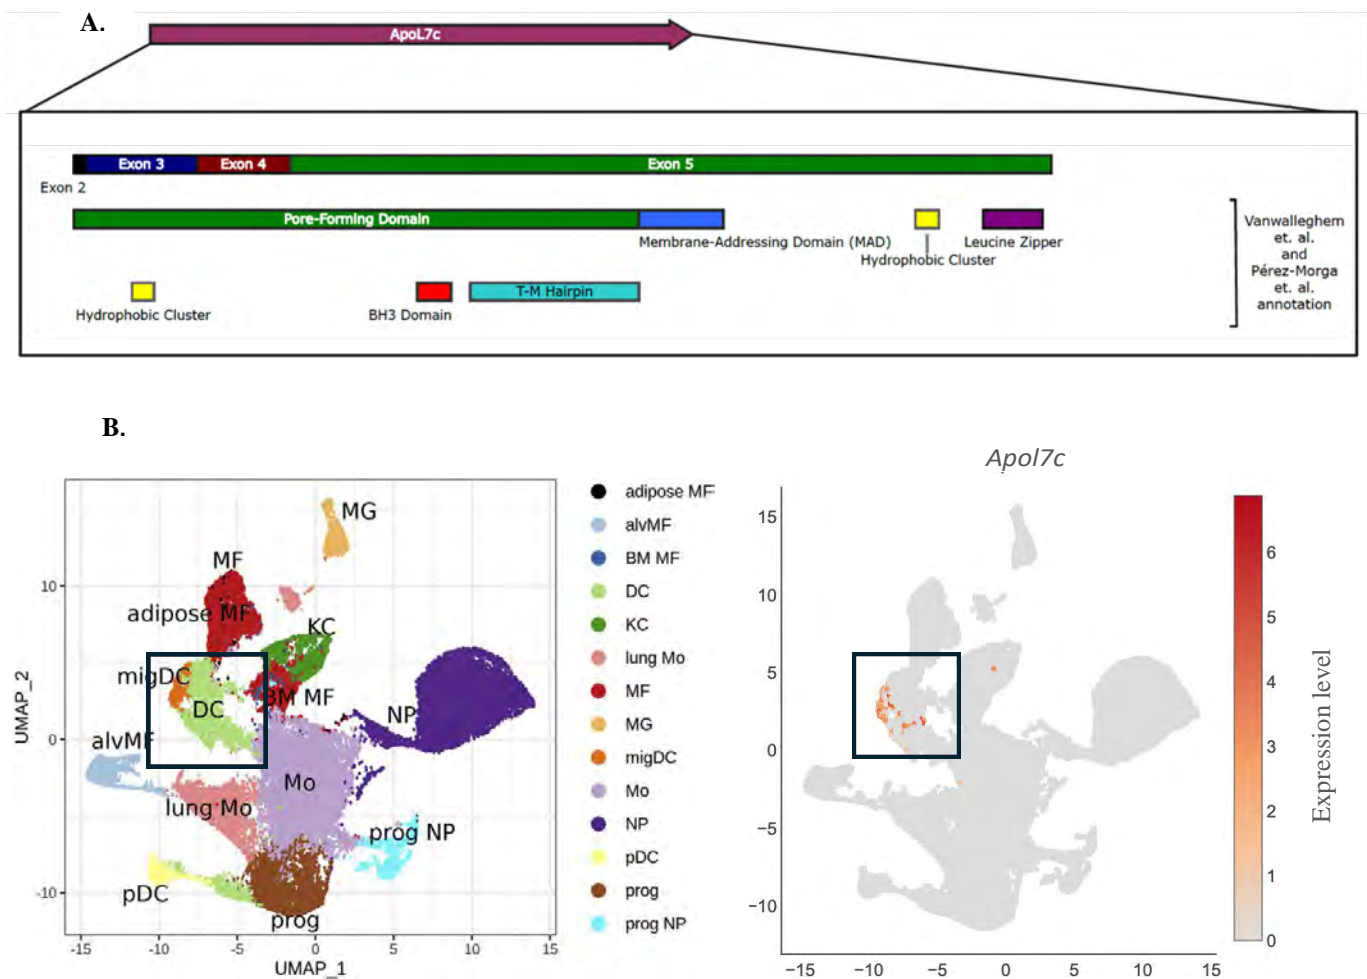 A.
ApoL7c
Exon 3
Exon 4
Exon 5
Exon 2
Pore-Forming Domain
Membrane-Addressing Domain (MAD)
Hydrophobic Cluster
Leucine Zipper
Vanwalleghem
et. al.
and
Pérez-Morga
et. al.
annotation
T-M Hairpin
Hydrophobic Cluster
BH3 Domain
B.
UMAP_2
10
0
-10
-15
-10
-5
0
5
10
15
UMAP_1
MG
MF
adipose MF
KC
migDC
BM MF
DC
NP
alvMF
Mo
lung Mo
prog NP
pDC
prog
adipose MF
alvMF
BM MF
DC
KC
lung Mo
MF
MG
migDC
Mo
NP
pDC
prog
prog NP
Apol7c
15
10
5
0
−5
−10
−15
−10
−5
0
5
10
15
6
5
4
3
2
1
0
Expression level